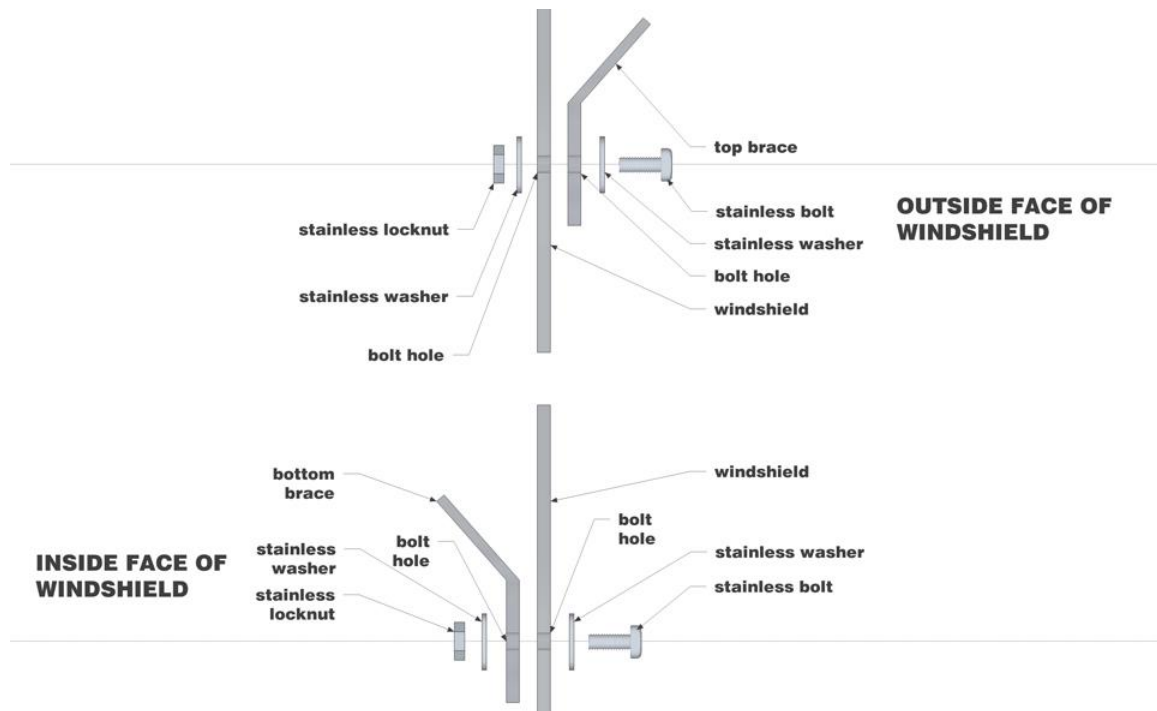 top brace
stainless bolt
OUTSIDE FACE OF
WINDSHIELD
stainless locknut
stainless washer
bolt hole
stainless washer
windshield
bolt hole
bottom
brace
windshield
bolt
hole
INSIDE FACE OF
WINDSHIELD
stainless
washer
bolt
hole
stainless washer
stainless
locknut
stainless bolt